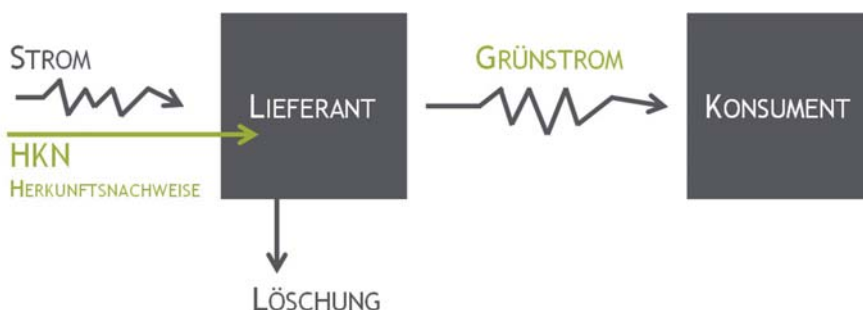 STROM
HKN
HERKUNFTSNACHWEISE
LIEFERANT
LÖSCHUNG
GRÜNSTROM
KONSUMENT